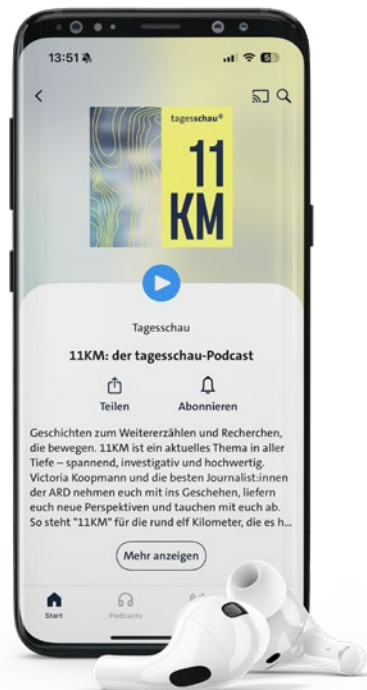 13:51
6
tagesschau®
11
KM
Tagesschau
11KM: der tagesschau-Podcast
Teilen Abonnieren
Geschichten zum Weitererzählen und Recherchen,
die bewegen. 11KM ist ein aktuelles Thema in aller
Tiefe – spannend, investigativ und hochwertig.
Victoria Koopmann und die besten Journalist:innen
der ARD nehmen euch mit ins Geschehen, liefern
euch neue Perspektiven und tauchen mit euch ab.
So steht "11KM" für die rund elf Kilometer, die es h...
Mehr anzeigen
Start Podcasts